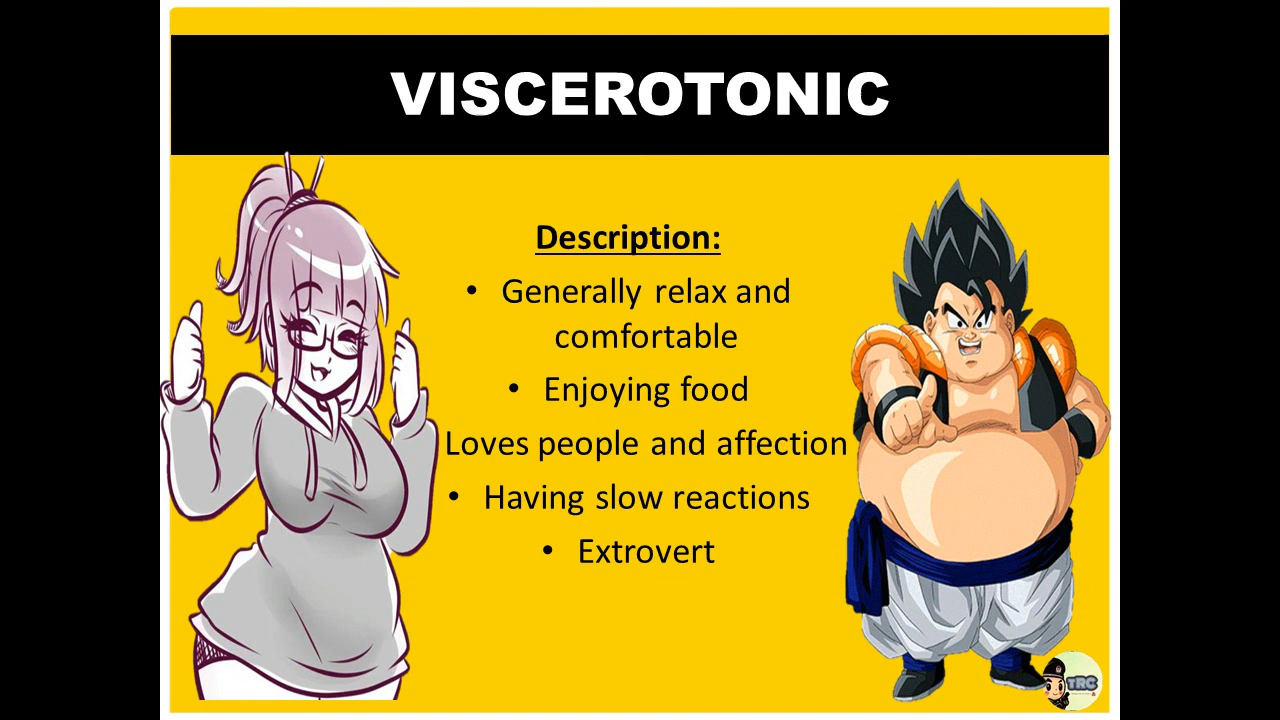 VISCEROTONIC
Description:
• Generally relax and
comfortable
• Enjoying food
Loves people and affection
• Having slow reactions
• Extrovert
TRC